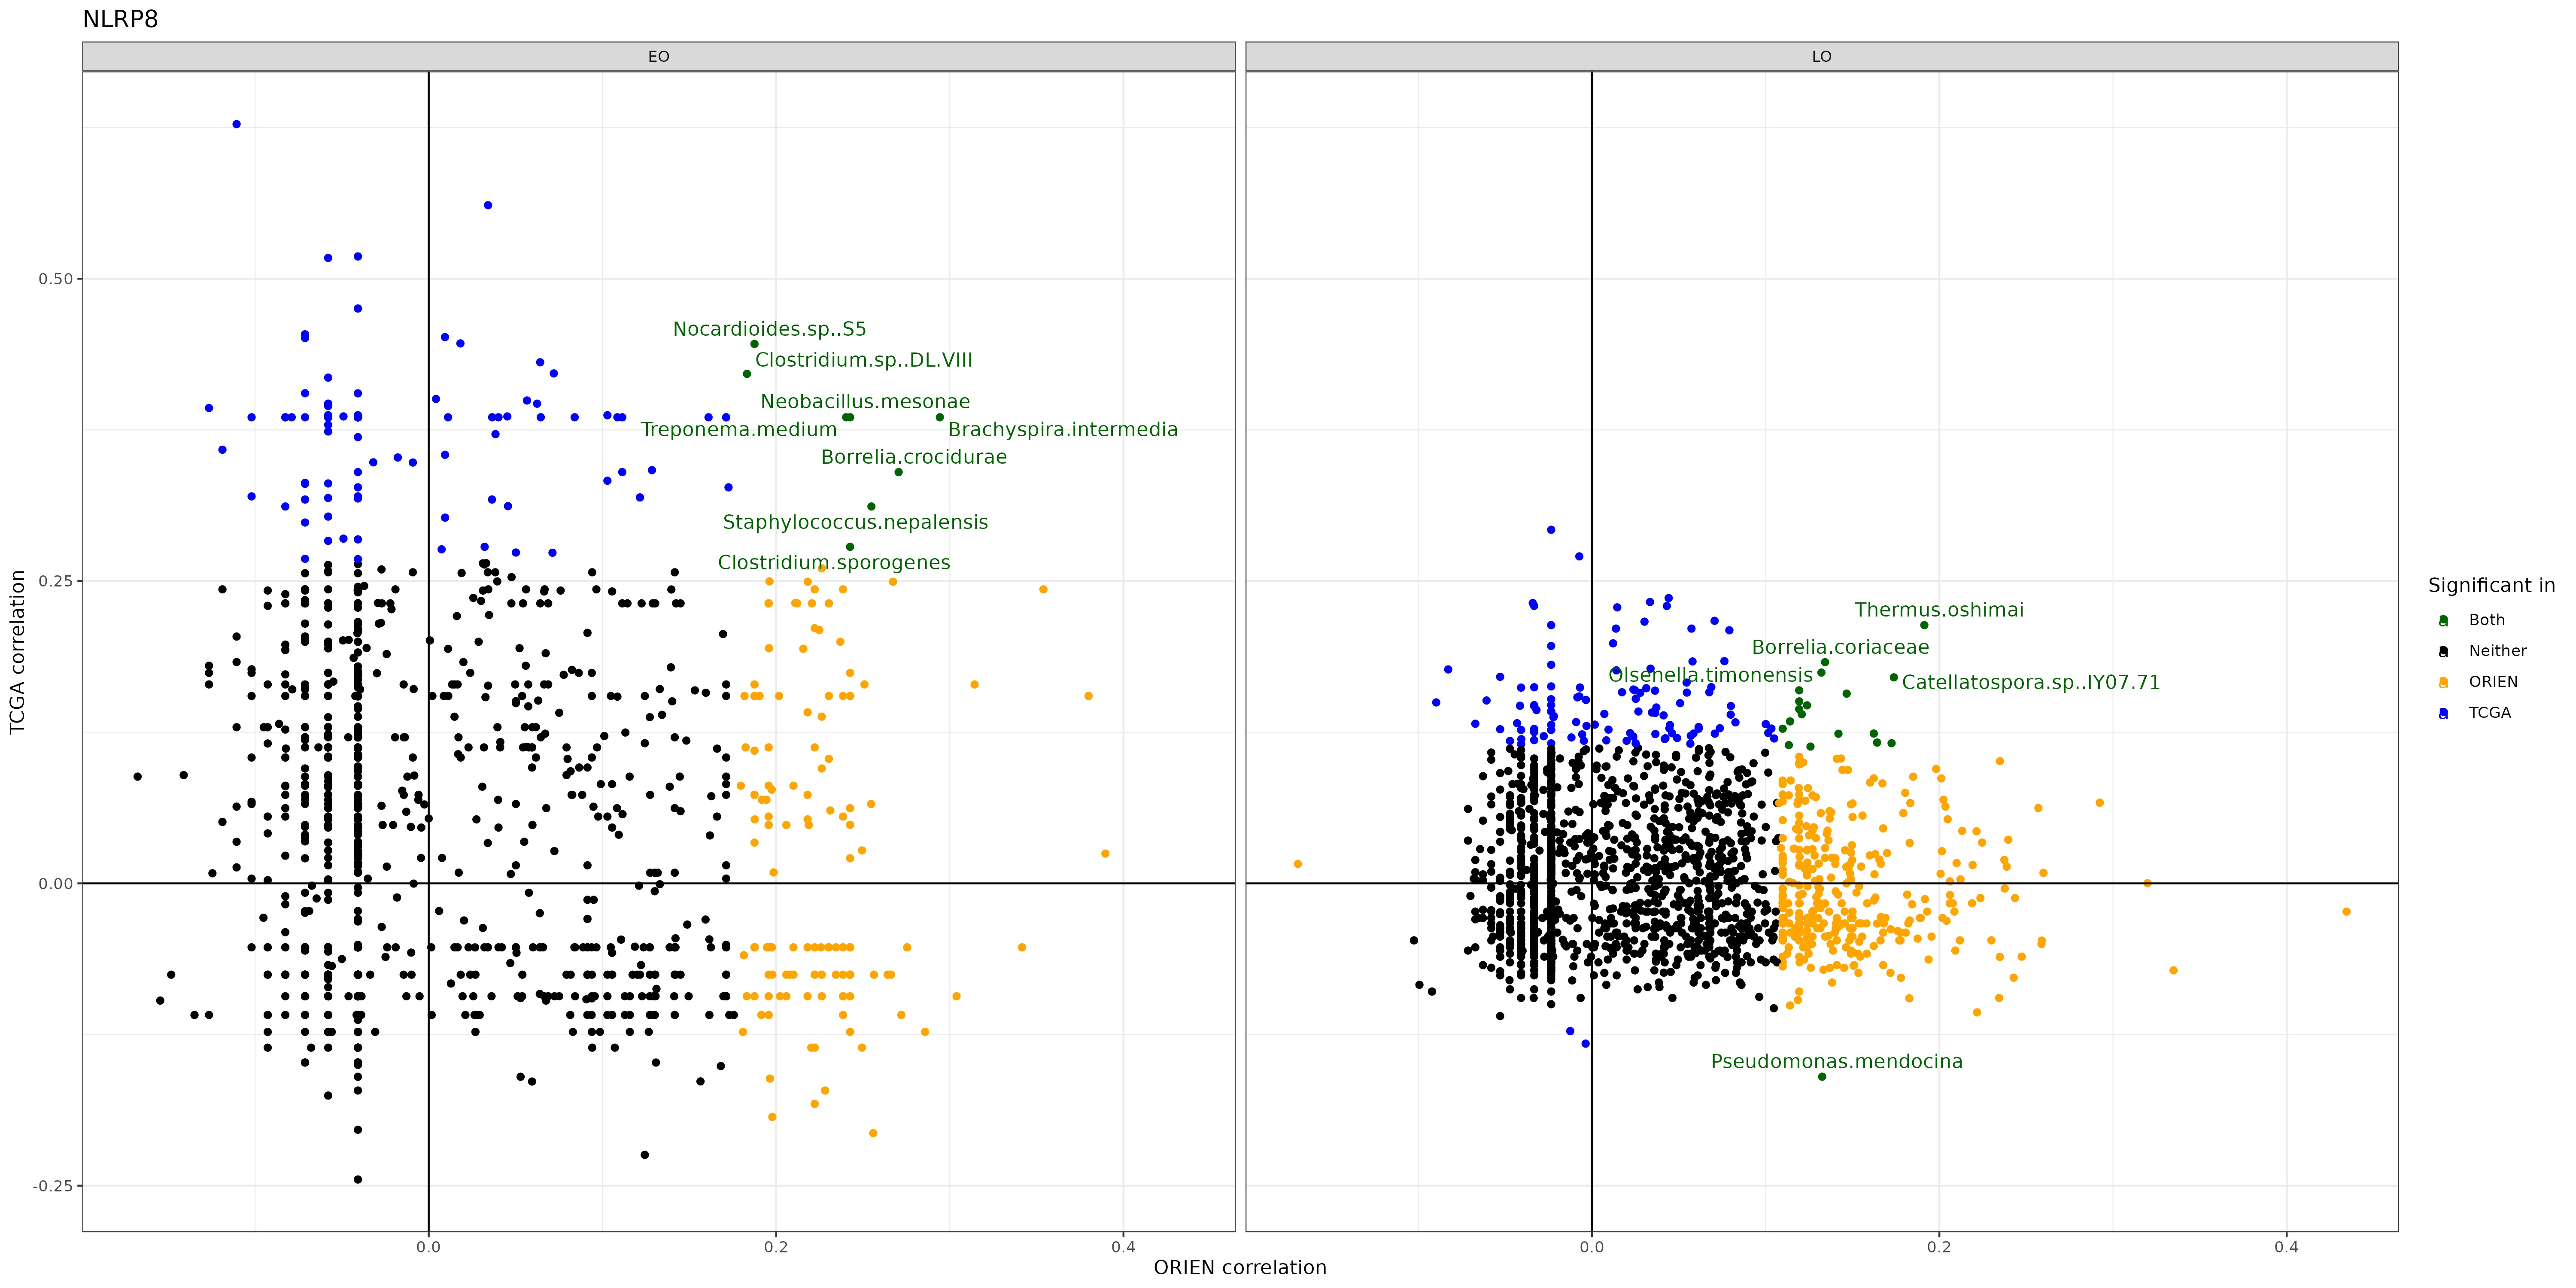 NLRP8
EO
LO
TCGA correlation
0.50
0.25
0.00
-0.25
Nocardioides.sp..S5
Clostridium.sp..DL.VIII
Neobacillus.mesonae
Treponema.medium
Brachyspira.intermedia
Borrelia.crocidurae
Staphylococcus.nepalensis
Clostridium.sporogenes
Thermus.oshimai
Borrelia.coriaceae
Olsenella.timonensis
Catellatospora.sp..IY07.71
Pseudomonas.mendocina
0.0
0.2
0.4
0.0
0.2
0.4
ORIEN correlation
Significant in
a Both
a Neither
a ORIEN
a TCGA